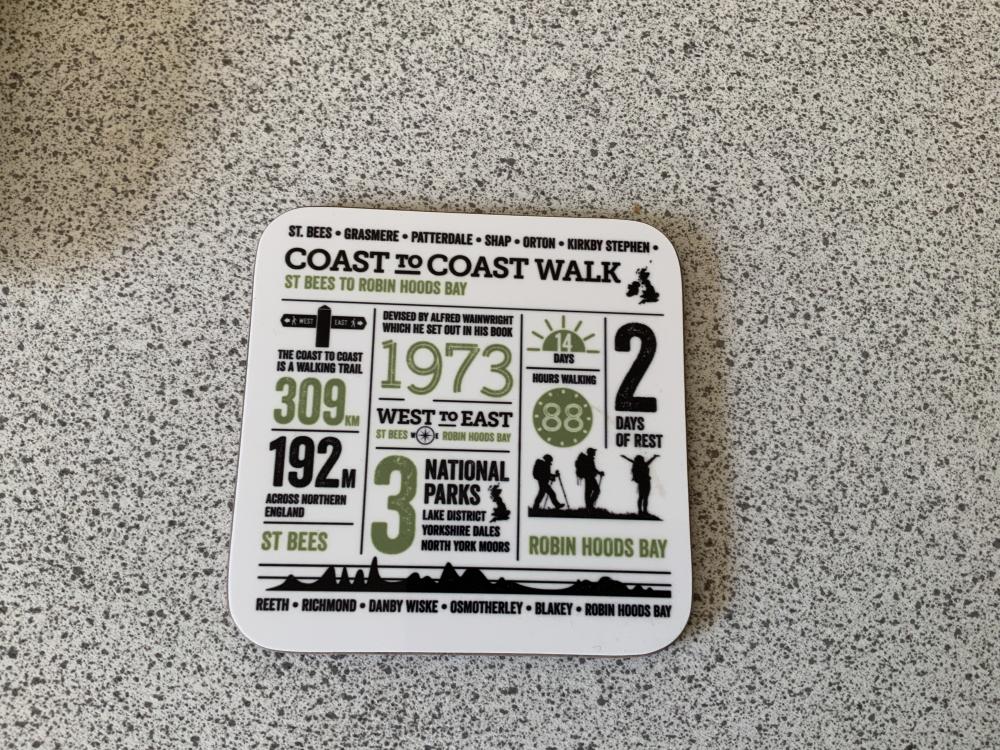 ST. BEES • GRASMERE • PATTERDALE • SHAP • ORTON • KIRKBY STEPHEN •
COAST TO COAST WALK
ST BEES TO ROBIN HOODS BAY
WEST EAST
THE COAST TO COAST
IS A WALKING TRAIL
309KM
192M
ACROSS NORTHERN
ENGLAND
ST BEES
DEVISED BY ALFRED WAINWRIGHT
WHICH HE SET OUT IN HIS BOOK
1973
WEST TO EAST
ST BEES W E ROBIN HOODS BAY
3 NATIONAL
PARKS
LAKE DISTRICT
YORKSHIRE DALES
NORTH YORK MOORS
14
DAYS
HOURS WALKING
88
2
DAYS
OF REST
ROBIN HOODS BAY
REETH • RICHMOND • DANBY WISKE • OSMOTHERLEY • BLAKEY • ROBIN HOODS BAY